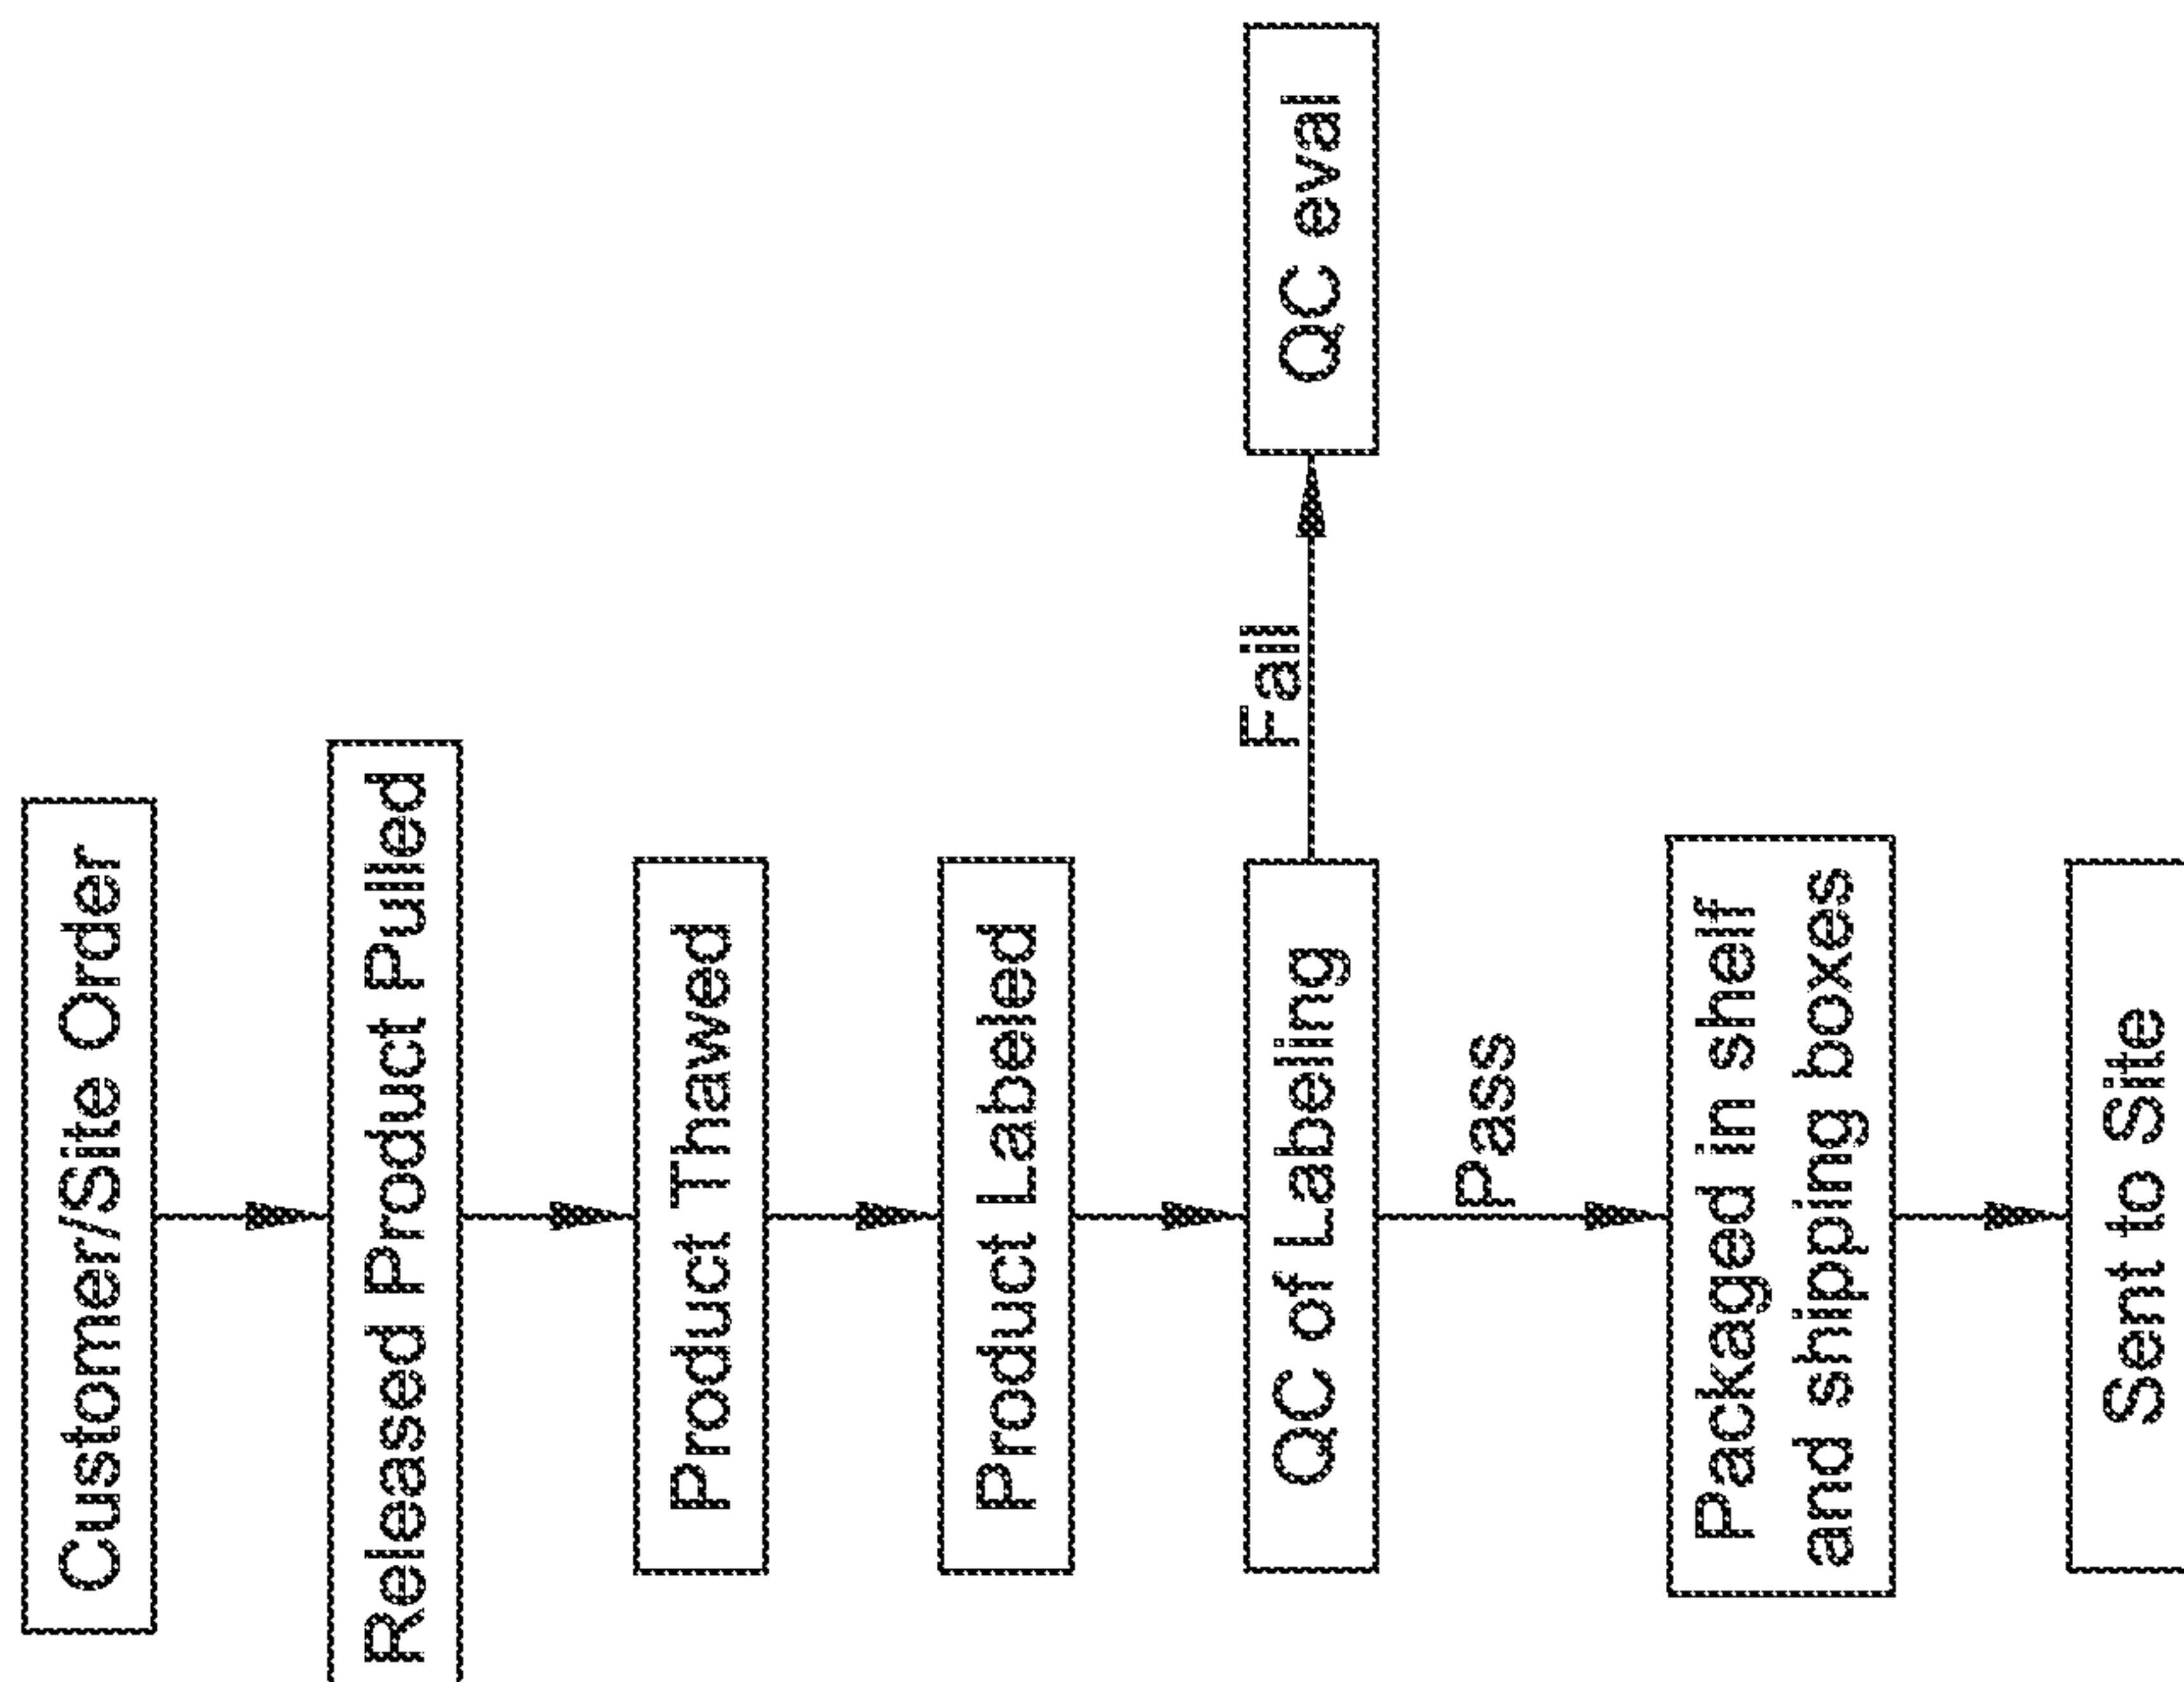 Customer/Site Order
Released Product Pulled
Product Thawed
Product Labeled
QC of Labeling
Fail
QC eval
Pass
Packaged in shelf
and shipping boxes
Sent to Site